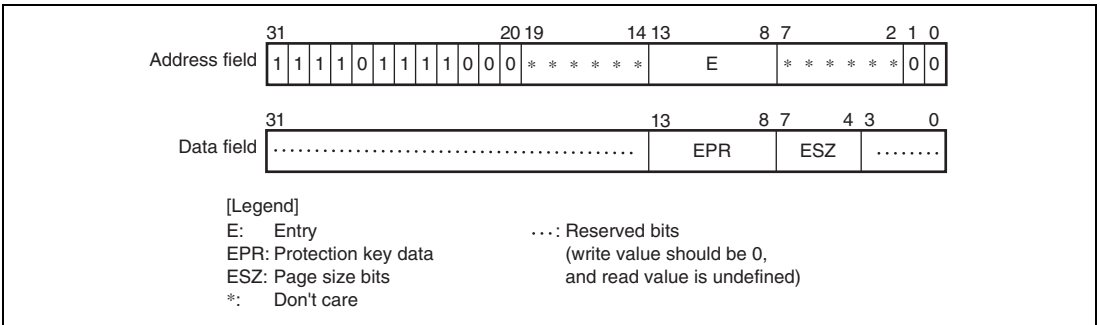 31 20 19 14 13 8 7 2 1 0
Address field 1 1 1 1 0 1 1 1 1 0 0 0 * * * * * * E * * * * * * 0 0
31 13 8 7 4 3 0
Data field .......................................... EPR ESZ ........
[Legend]
E: Entry ...: Reserved bits
EPR: Protection key data (write value should be 0,
ESZ: Page size bits and read value is undefined)
*: Don't care